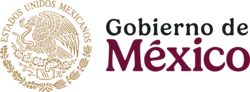 ESTADOS UNIDOS MEXICANOS
Gobierno de
México